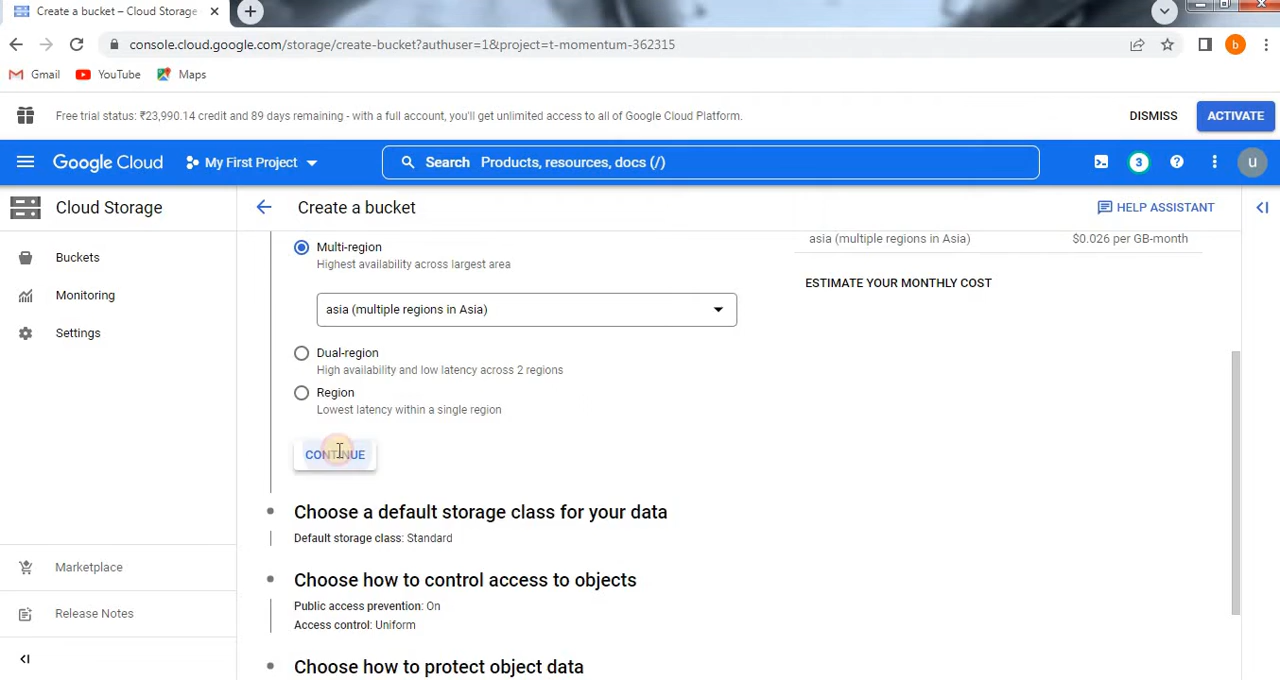 Create a bucket – Cloud Storage
console.cloud.google.com/storage/create-bucket?authuser=1&project=t-momentum-362315
b
Gmail YouTube Maps
Free trial status: ₹23,990.14 credit and 89 days remaining - with a full account, you'll get unlimited access to all of Google Cloud Platform.
DISMISS
ACTIVATE
Google Cloud
My First Project
Search Products, resources, docs (/)
3
u
Cloud Storage
Create a bucket
HELP ASSISTANT
Buckets
Monitoring
Settings
Marketplace
Release Notes
Multi-region
Highest availability across largest area
asia (multiple regions in Asia)
Dual-region
High availability and low latency across 2 regions
Region
Lowest latency within a single region
CONTINUE
Choose a default storage class for your data
Default storage class: Standard
Choose how to control access to objects
Public access prevention: On
Access control: Uniform
Choose how to protect object data
asia (multiple regions in Asia) $0.026 per GB-month
ESTIMATE YOUR MONTHLY COST